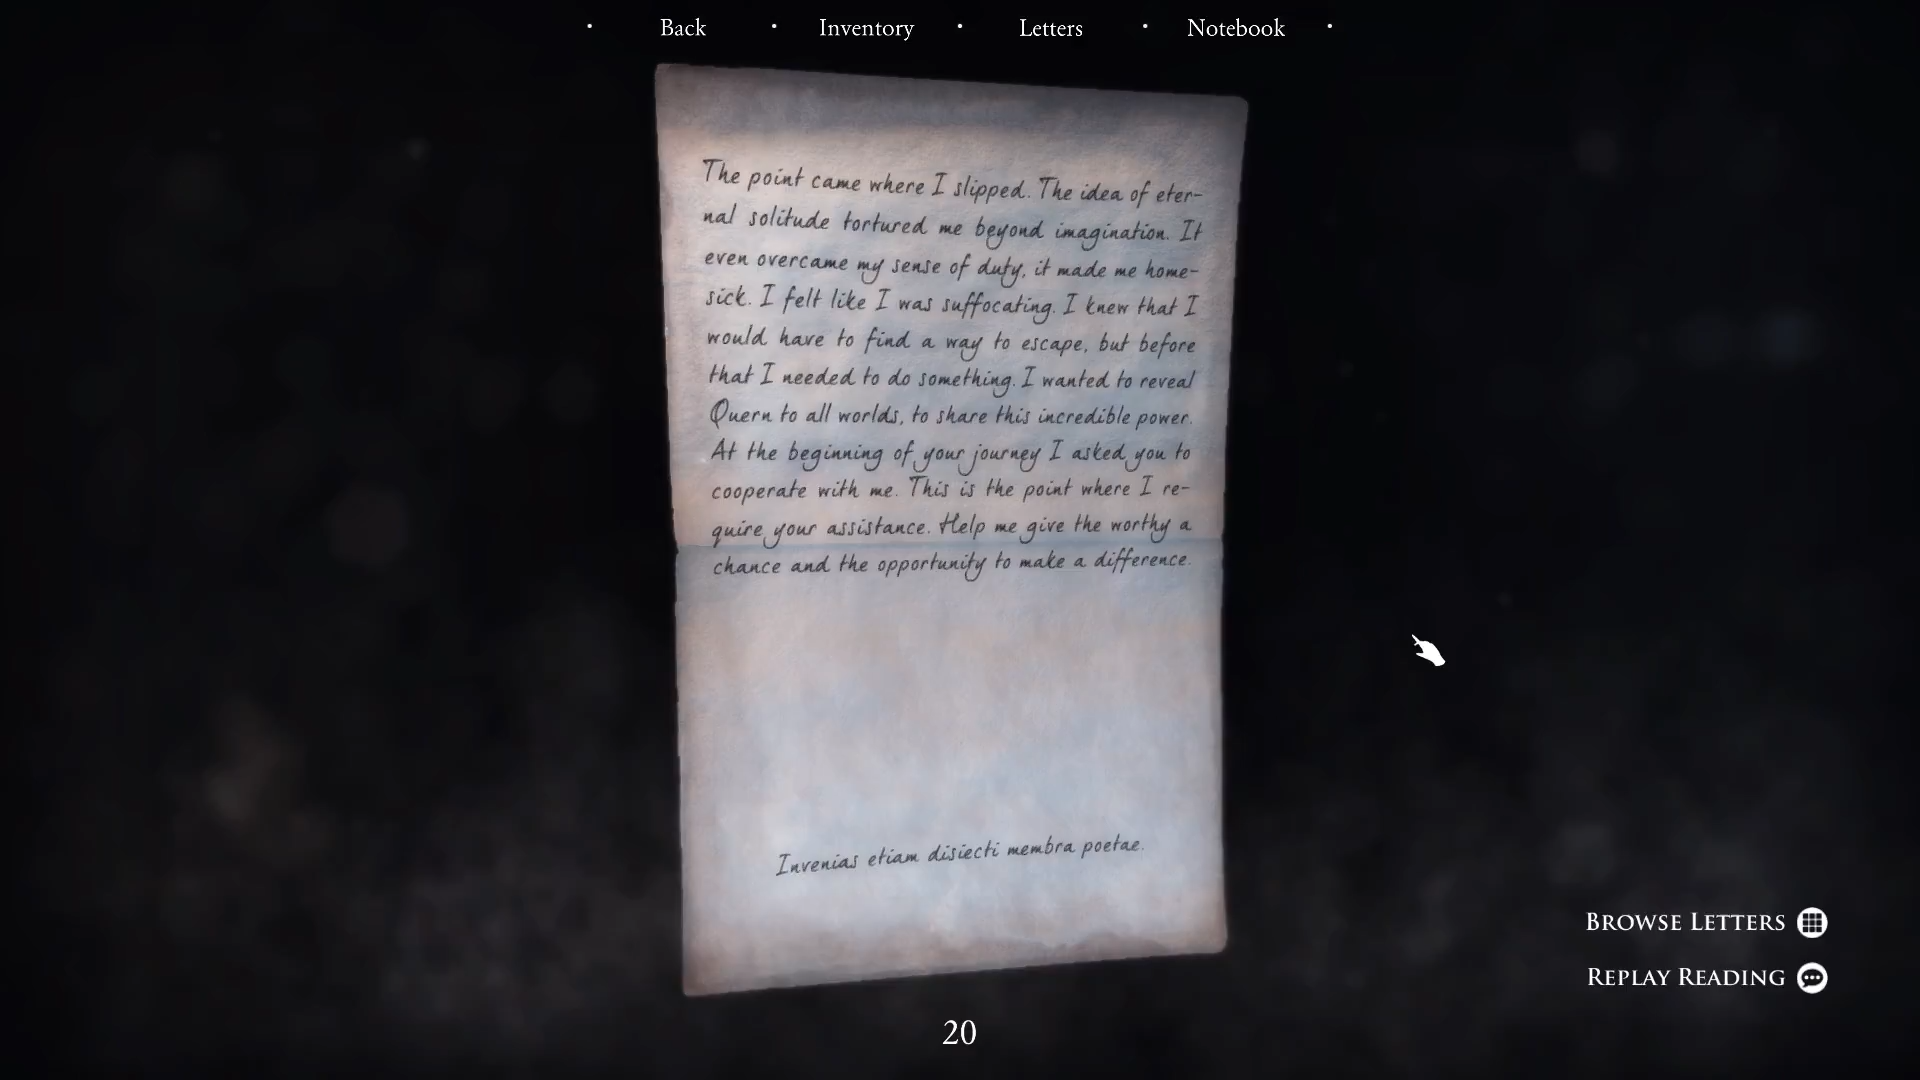 Back Inventory Letters Notebook
The point came where I slipped. The idea of eter-
nal solitude tortured me beyond imagination. It
even overcame my sense of duty, it made me home-
sick. I felt like I was suffocating. I knew that I
would have to find a way to escape, but before
that I needed to do something. I wanted to reveal
Quern to all worlds, to share this incredible power.
At the beginning of your journey I asked you to
cooperate with me. This is the point where I re-
quire your assistance. Help me give the worthy a
chance and the opportunity to make a difference.
Invenias etiam disiecti membra poetae.
BROWSE LETTERS
REPLAY READING
20